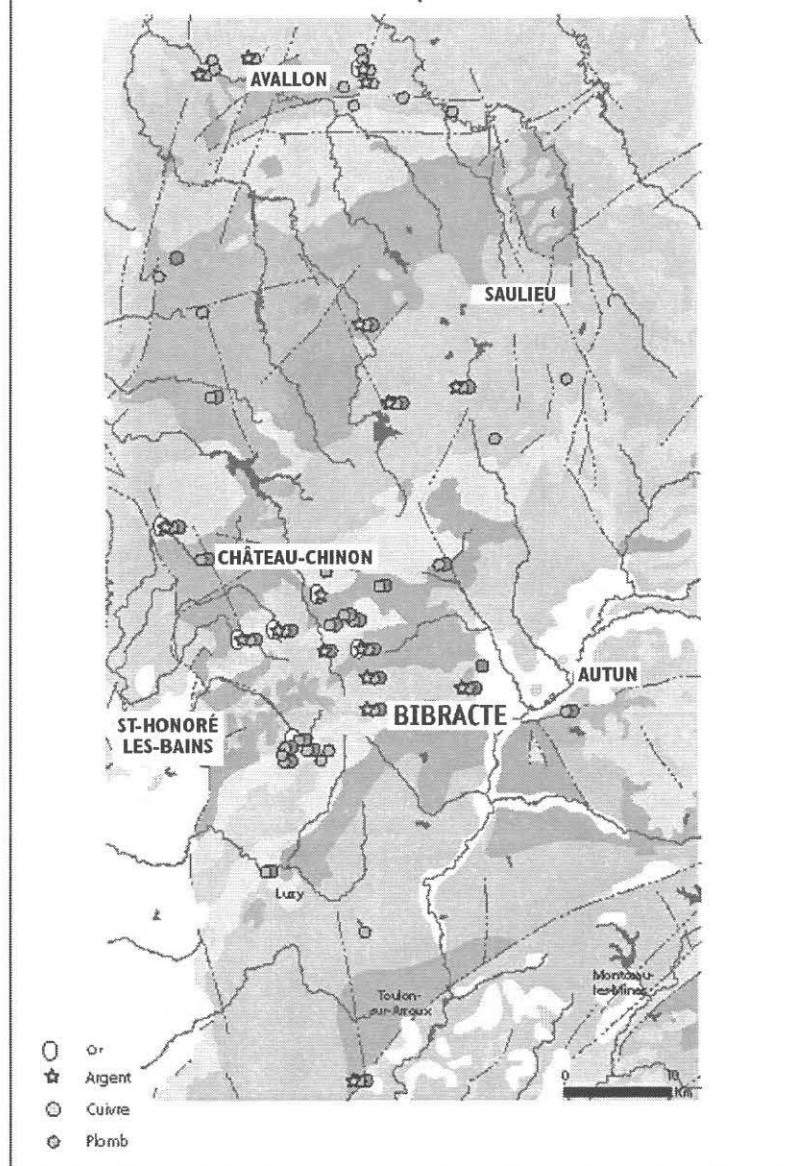 AVALLON
SAULIEU
CHÂTEAU-CHINON
AUTUN
BIBRACTE
ST-HONORÉ
LES-BAINS
Luzy
Montceau-
les-Mines
Toulon-
sur-Arroux
Or
Argent
Cuivre
Plomb
0 10
Km